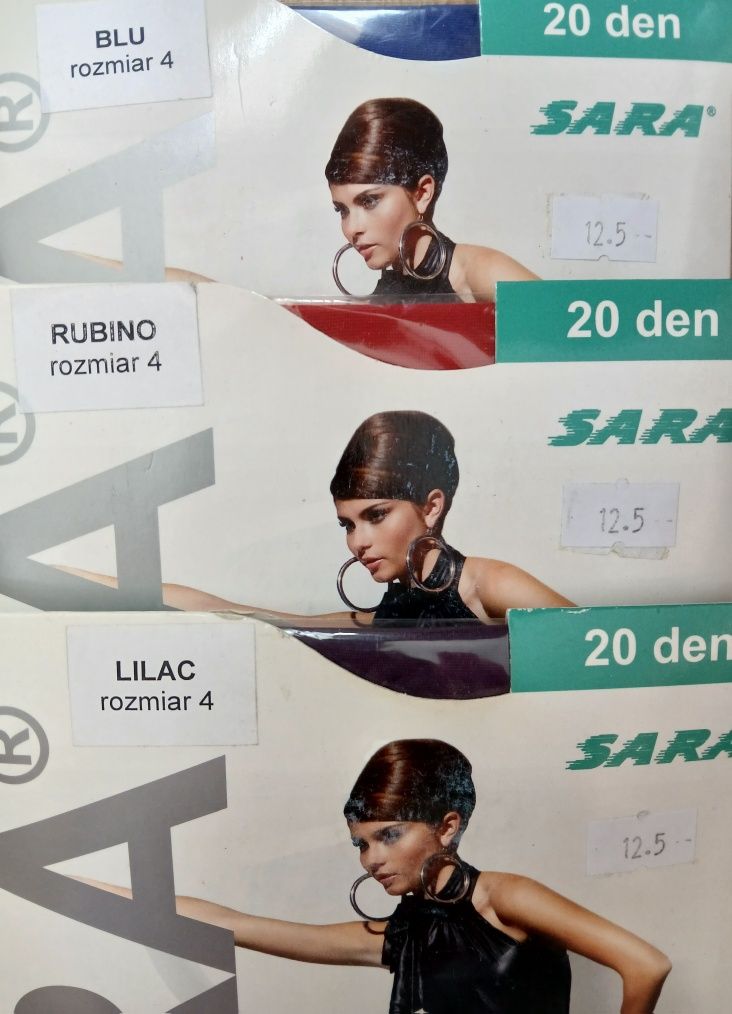 BLU
rozmiar 4
20 den
SARA®
12.5 --
®
A
RUBINO
rozmiar 4
20 den
SARA
12.5 --
®
A
LILAC
rozmiar 4
20 den
SARA
12.5 --
®
RA